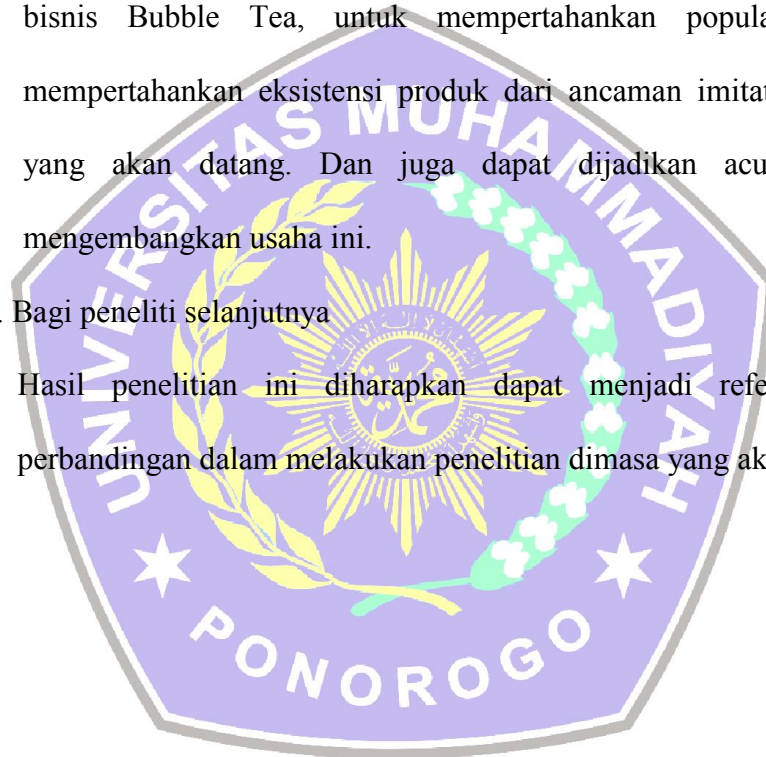 bisnis Bubble Tea, untuk mempertahankan popula
mempertahankan eksistensi produk dari ancaman imitat
yang akan datang. Dan juga dapat dijadikan acu
mengembangkan usaha ini.
. Bagi peneliti selanjutnya
Hasil penelitian ini diharapkan dapat menjadi refe
perbandingan dalam melakukan penelitian dimasa yang ak
UNIVERSITAS MUHAMMADIYAH
PONOROGO
محمدية